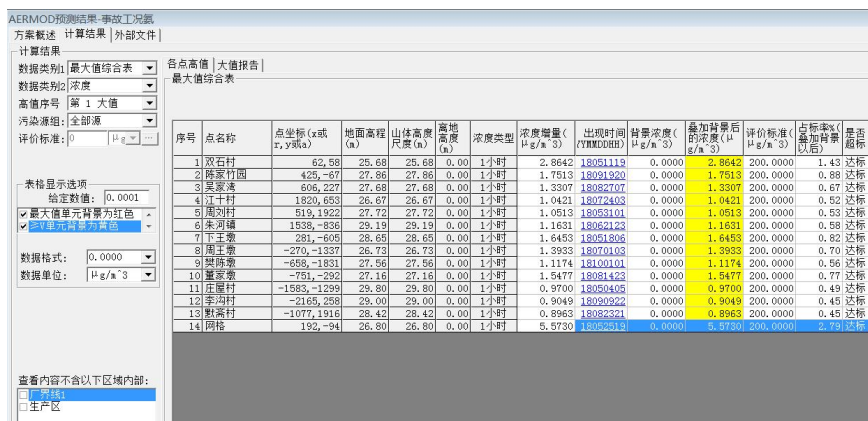 AERMOD预测结果-事故工况氨
方案概述 计算结果 外部文件
计算结果
数据类别1 最大值综合表
数据类别2 浓度
高值序号 第 1 大值
污染源组: 全部源
评价标准: 0 μg/ ...
表格显示选项
给定数值: 0.0001
最大值单元背景为红色
≥V单元背景为黄色
数据格式: 0.0000
数据单位: μg/m^3
查看内容不含以下区域内部:
厂界线1
生产区
各点高值 大值报告
最大值综合表
序号 点名称 点坐标(x或r,y或a) 地面高程(m) 山体高度尺度(m) 离地高度(m) 浓度类型 浓度增量(μg/m^3) 出现时间(YYMMDDHH) 背景浓度(μg/m^3) 叠加背景后的浓度(μg/m^3) 评价标准(μg/m^3) 占标率%(叠加背景以后) 是否超标
1 双石村 62,58 25.68 25.68 0.00 1小时 2.8642 18051119 0.0000 2.8642 200.0000 1.43 达标
2 陈家竹园 425,-67 27.86 27.86 0.00 1小时 1.7513 18091920 0.0000 1.7513 200.0000 0.88 达标
3 吴家湾 606,227 27.68 27.68 0.00 1小时 1.3307 18082707 0.0000 1.3307 200.0000 0.67 达标
4 江十村 1820,653 26.67 26.67 0.00 1小时 1.0421 18072403 0.0000 1.0421 200.0000 0.52 达标
5 周刘村 519,1922 27.72 27.72 0.00 1小时 1.0513 18053101 0.0000 1.0513 200.0000 0.53 达标
6 朱河镇 1538,-836 29.19 29.19 0.00 1小时 1.1631 18062123 0.0000 1.1631 200.0000 0.58 达标
7 下王墩 281,-605 28.65 28.65 0.00 1小时 1.6453 18051806 0.0000 1.6453 200.0000 0.82 达标
8 周王墩 -270,-1337 26.73 26.73 0.00 1小时 1.3933 18070103 0.0000 1.3933 200.0000 0.70 达标
9 樊陈墩 -658,-1831 27.56 27.56 0.00 1小时 1.1174 18100101 0.0000 1.1174 200.0000 0.56 达标
10 董家墩 -751,-292 27.16 27.16 0.00 1小时 1.5477 18081423 0.0000 1.5477 200.0000 0.77 达标
11 庄屋村 -1583,-1299 29.80 29.80 0.00 1小时 0.9700 18050405 0.0000 0.9700 200.0000 0.49 达标
12 李沟村 -2165,258 29.00 29.00 0.00 1小时 0.9049 18090922 0.0000 0.9049 200.0000 0.45 达标
13 默斋村 -1077,1916 28.42 28.42 0.00 1小时 0.8963 18082321 0.0000 0.8963 200.0000 0.45 达标
14 网格 192,-94 26.80 26.80 0.00 1小时 5.5730 18052519 0.0000 5.5730 200.0000 2.79 达标